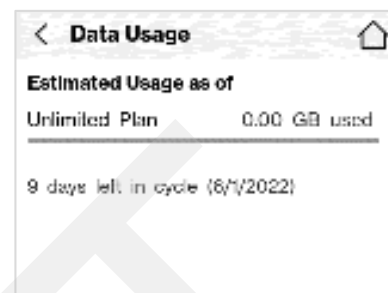 Data Usage
Estimated Usage as of
Unlimited Plan 0.00 GB used
9 days left in cycle (6/1/2022)